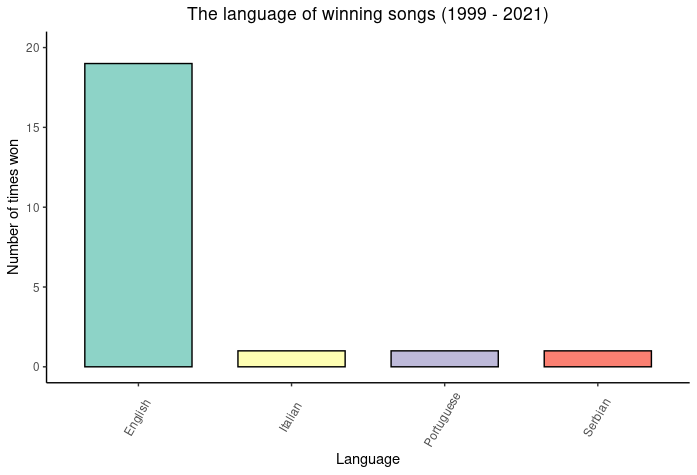 The language of winning songs (1999 - 2021)
Number of times won
20
15
10
5
0
English
Italian
Portuguese
Serbian
Language